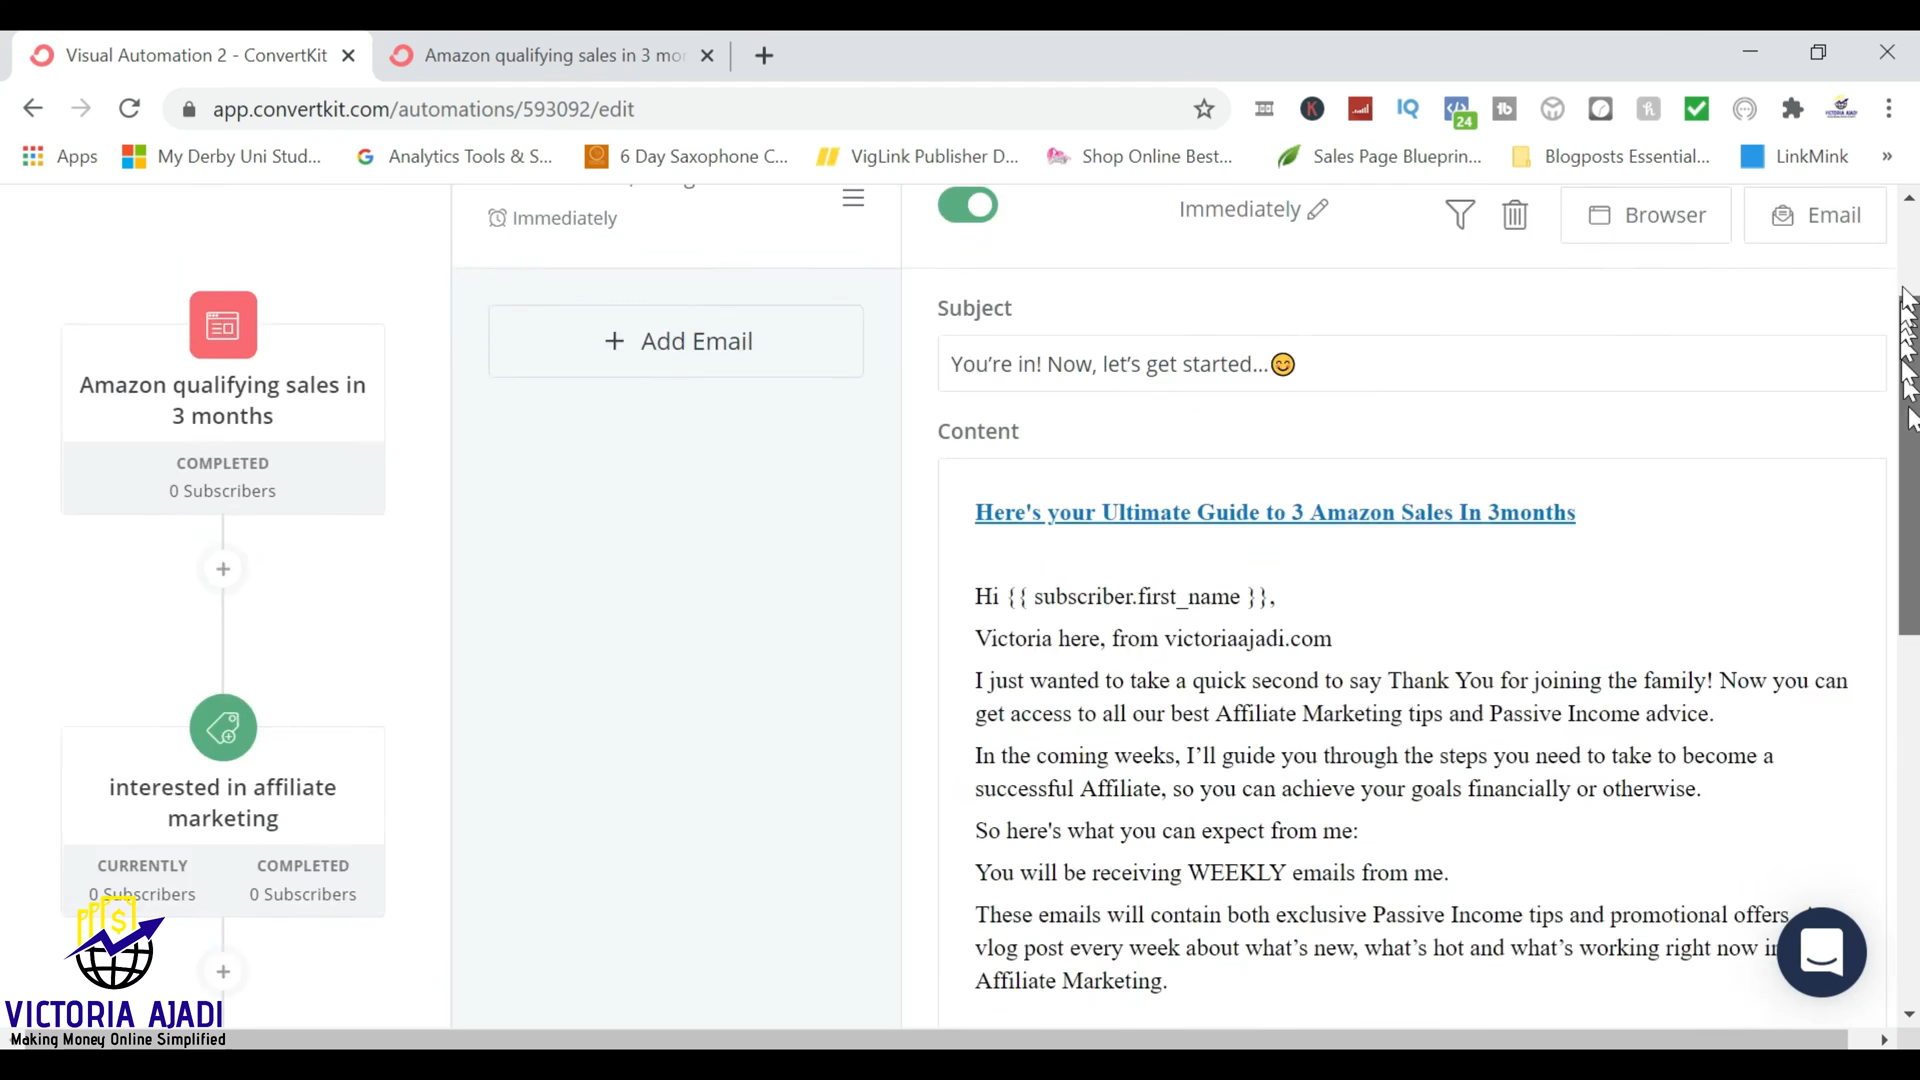 Visual Automation 2 - ConvertKit
Amazon qualifying sales in 3 mo
app.convertkit.com/automations/593092/edit
24
Apps
My Derby Uni Stud...
Analytics Tools & S...
6 Day Saxophone C...
VigLink Publisher D...
Shop Online Best...
Sales Page Blueprin...
Blogposts Essential...
LinkMink
»
Immediately
Immediately
Browser
Email
Amazon qualifying sales in
3 months
COMPLETED
0 Subscribers
+ Add Email
Subject
You’re in! Now, let’s get started...😊
Content
Here's your Ultimate Guide to 3 Amazon Sales In 3months
Hi {{ subscriber.first_name }},
Victoria here, from victoriaajadi.com
I just wanted to take a quick second to say Thank You for joining the family! Now you can
get access to all our best Affiliate Marketing tips and Passive Income advice.
In the coming weeks, I’ll guide you through the steps you need to take to become a
successful Affiliate, so you can achieve your goals financially or otherwise.
So here's what you can expect from me:
You will be receiving WEEKLY emails from me.
These emails will contain both exclusive Passive Income tips and promotional offers
vlog post every week about what’s new, what’s hot and what’s working right now in
Affiliate Marketing.
interested in affiliate
marketing
CURRENTLY
0 Subscribers
COMPLETED
0 Subscribers
VICTORIA AJADI
Making Money Online Simplified